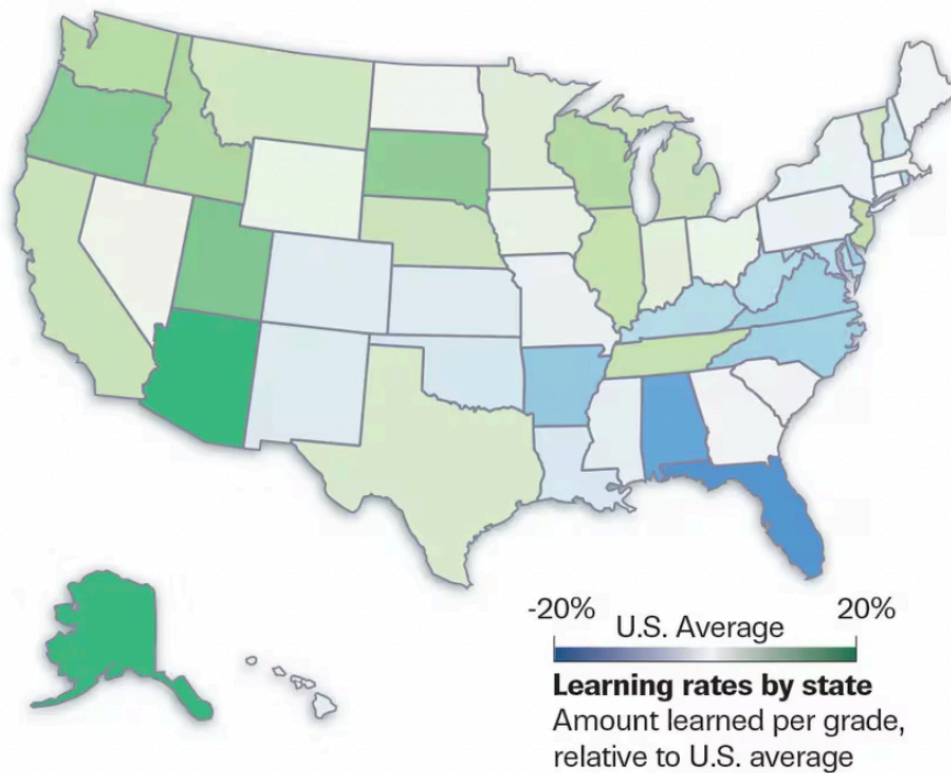 -20%
20%
U.S. Average
Learning rates by state
Amount learned per grade,
relative to U.S. average